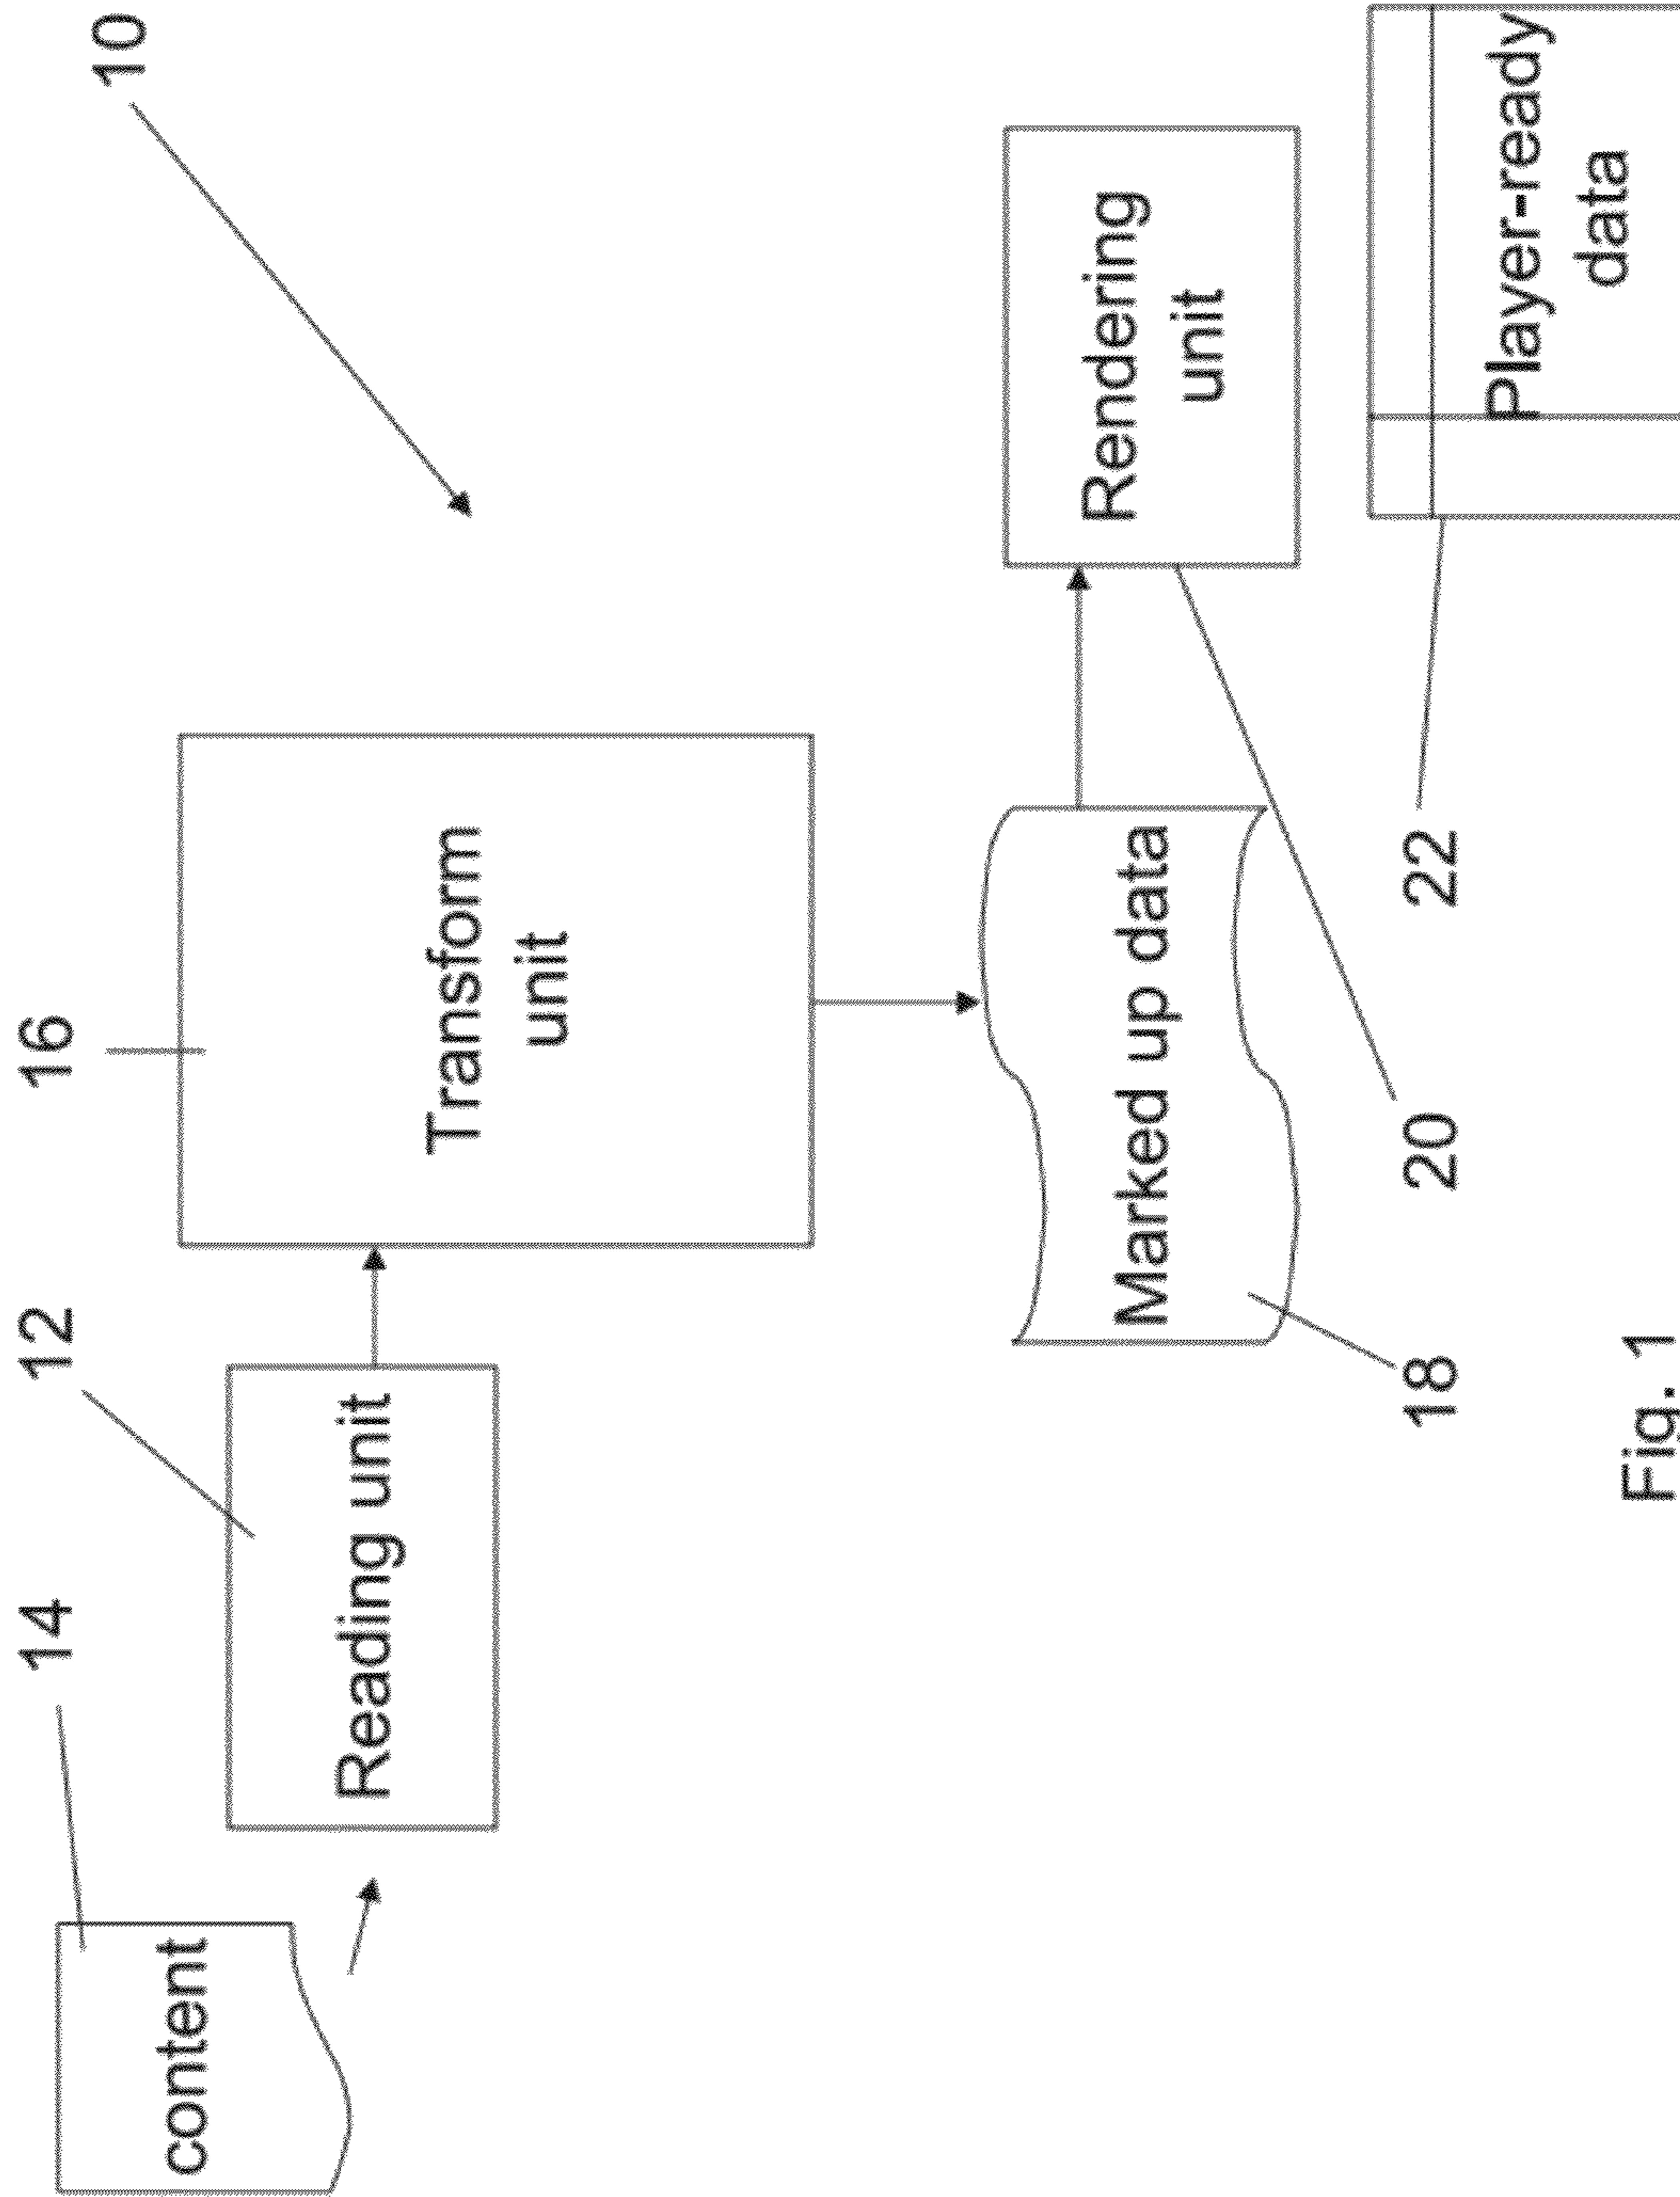 10
14
12
16
content
Reading unit
Transform
unit
Marked up data
Rendering
unit
18
20
22
Player-ready
data
Fig. 1